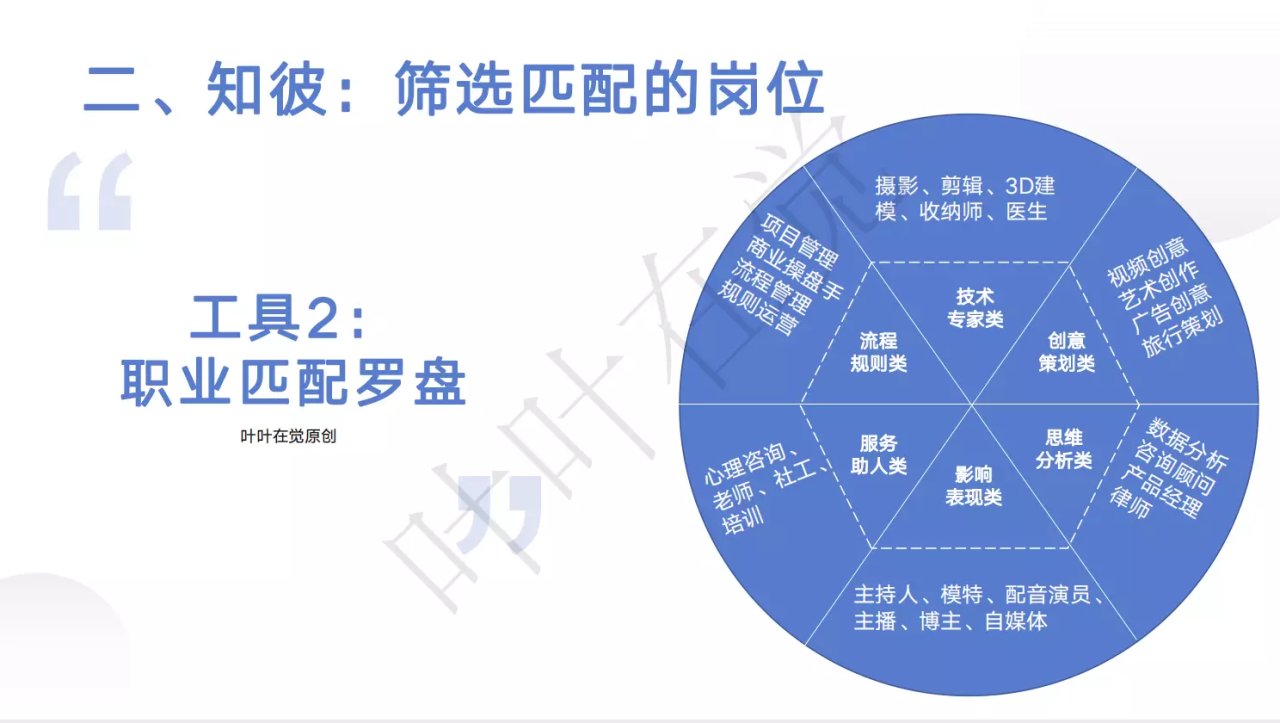 二、知彼：筛选匹配的岗位
工具2：
职业匹配罗盘
叶叶在觉原创
摄影、剪辑、3D建
模、收纳师、医生
技术
专家类
视频创意
艺术创作
广告创意
旅行策划
创意
策划类
数据分析
咨询顾问
产品经理
律师
思维
分析类
主持人、模特、配音演员、
主播、博主、自媒体
影响
表现类
心理咨询、
老师、社工、
培训
服务
助人类
项目管理
商业操盘手
流程管理
规则运营
流程
规则类
叶叶在觉